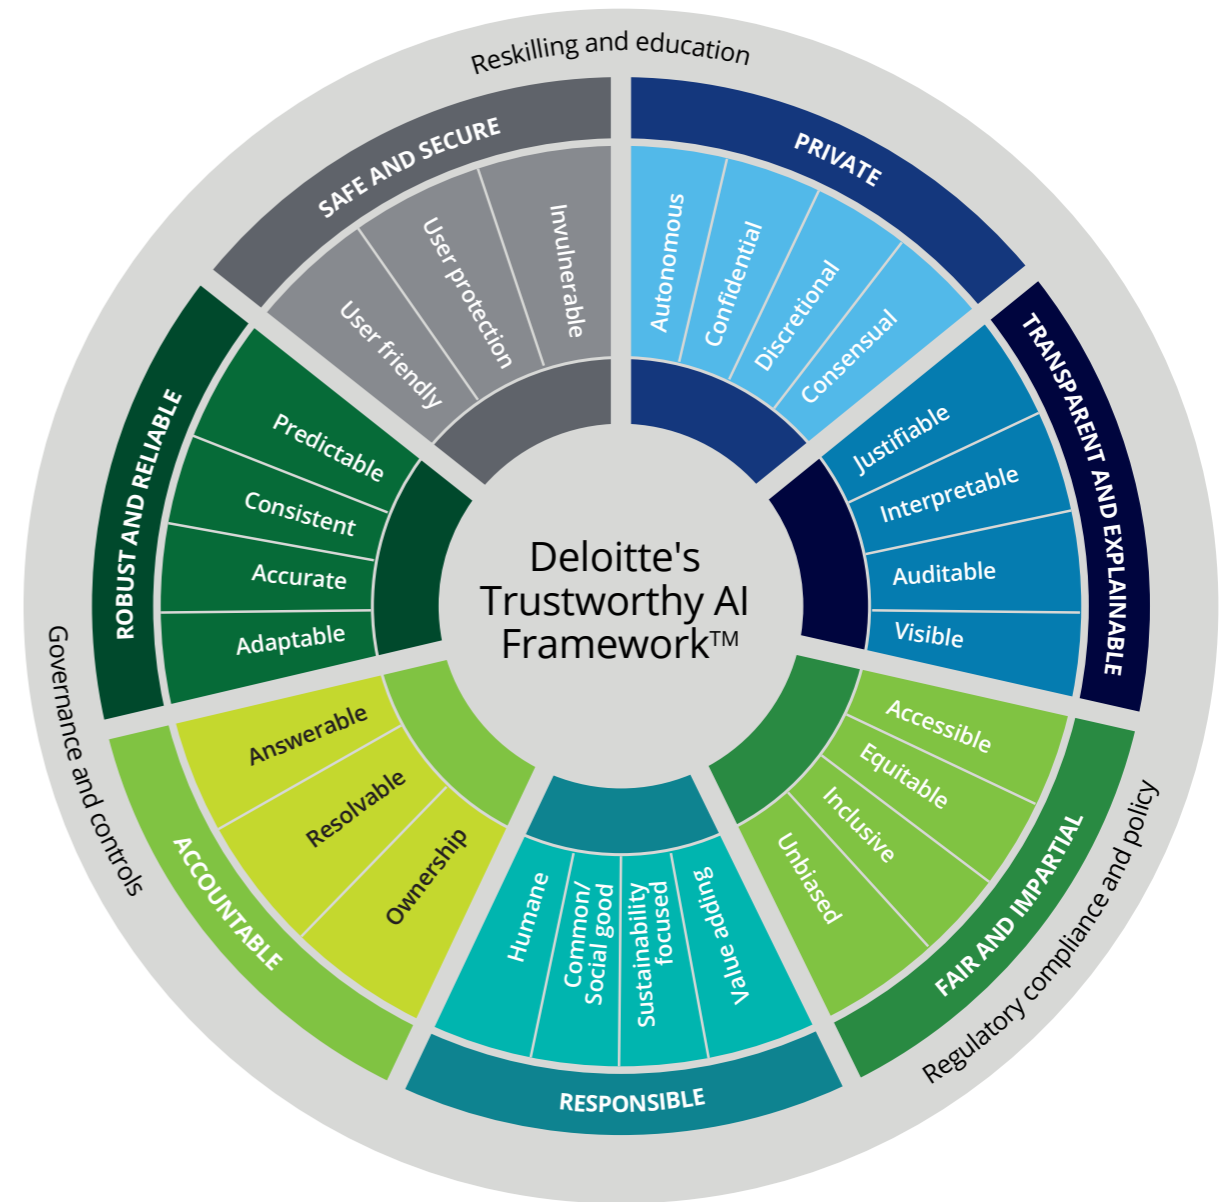 Reskilling and education
SAFE AND SECURE
User friendly
User protection
Invulnerable
PRIVATE
Autonomous
Confidential
Discretional
Consensual
TRANSPARENT AND EXPLAINABLE
Justifiable
Interpretable
Auditable
Visible
FAIR AND IMPARTIAL
Accessible
Equitable
Inclusive
Unbiased
Regulatory compliance and policy
RESPONSIBLE
Humane
Common/
Social good
Sustainability
focused
Value adding
ACCOUNTABLE
Answerable
Resolvable
Ownership
Governance and controls
ROBUST AND RELIABLE
Predictable
Consistent
Accurate
Adaptable
Deloitte's
Trustworthy AI
Framework™